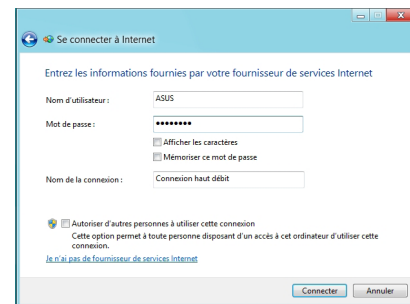 Se connecter à Internet
Entrez les informations fournies par votre fournisseur de services Internet
Nom d'utilisateur : ASUS
Mot de passe : ••••••••
Afficher les caractères
Mémoriser ce mot de passe
Nom de la connexion : Connexion haut débit
Autoriser d'autres personnes à utiliser cette connexion
Cette option permet à toute personne disposant d'un accès à cet ordinateur d'utiliser cette
connexion.
Je n'ai pas de fournisseur de services Internet
Connecter Annuler